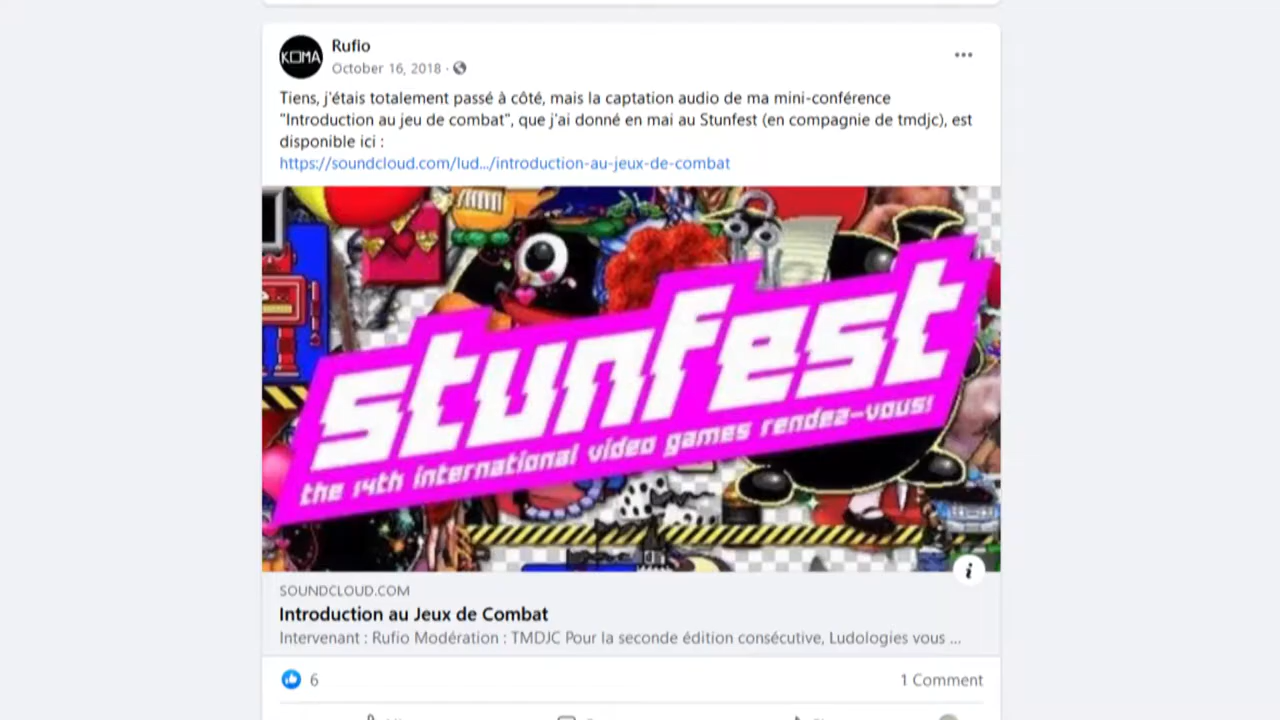 KOMA
Rufio
October 16, 2018 ·
Tiens, j'étais totalement passé à côté, mais la captation audio de ma mini-conférence
"Introduction au jeu de combat", que j'ai donné en mai au Stunfest (en compagnie de tmdjc), est
disponible ici :
https://soundcloud.com/lud.../introduction-au-jeux-de-combat
stunfest
the 14th international video games rendez-vous!
SOUNDCLOUD.COM
Introduction au Jeux de Combat
Intervenant : Rufio Modération : TMDJC Pour la seconde édition consécutive, Ludologies vous ...
6
1 Comment